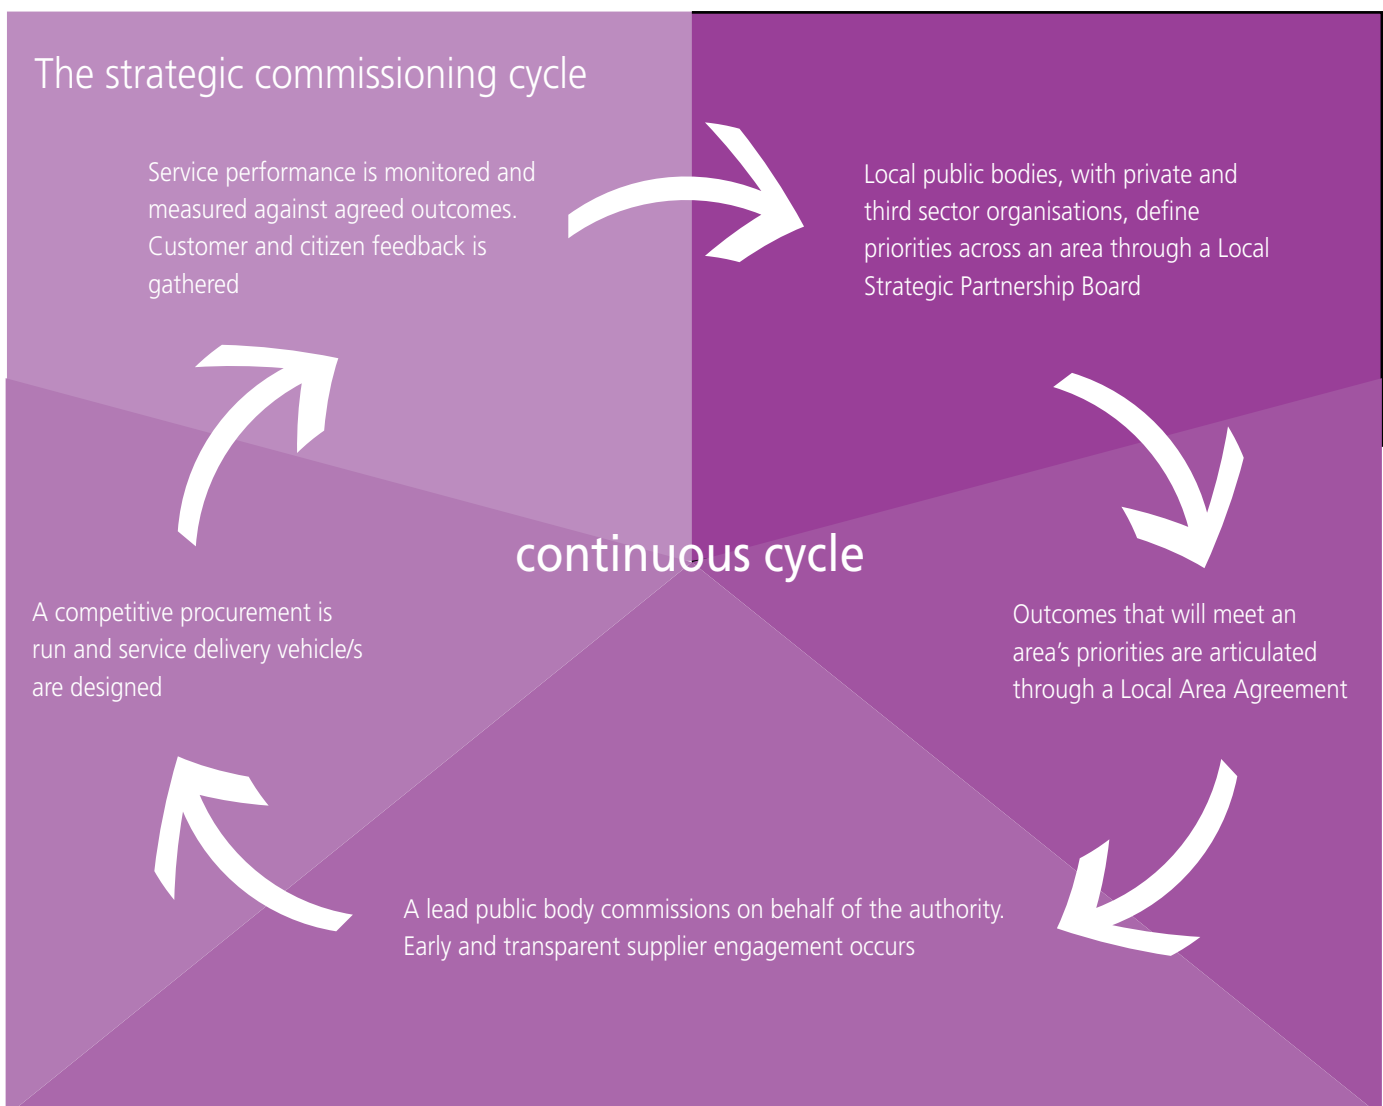 The strategic commissioning cycle
Service performance is monitored and
measured against agreed outcomes.
Customer and citizen feedback is
gathered
Local public bodies, with private and
third sector organisations, define
priorities across an area through a Local
Strategic Partnership Board
continuous cycle
A competitive procurement is
run and service delivery vehicle/s
are designed
Outcomes that will meet an
area’s priorities are articulated
through a Local Area Agreement
A lead public body commissions on behalf of the authority.
Early and transparent supplier engagement occurs